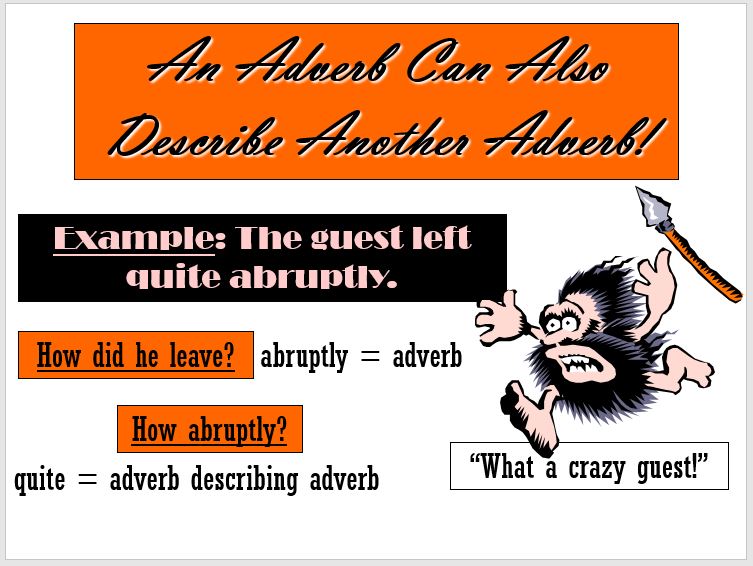 An Adverb Can Also
Describe Another Adverb!
Example: The guest left
quite abruptly.
How did he leave? abruptly = adverb
How abruptly?
quite = adverb describing adverb
“What a crazy guest!”